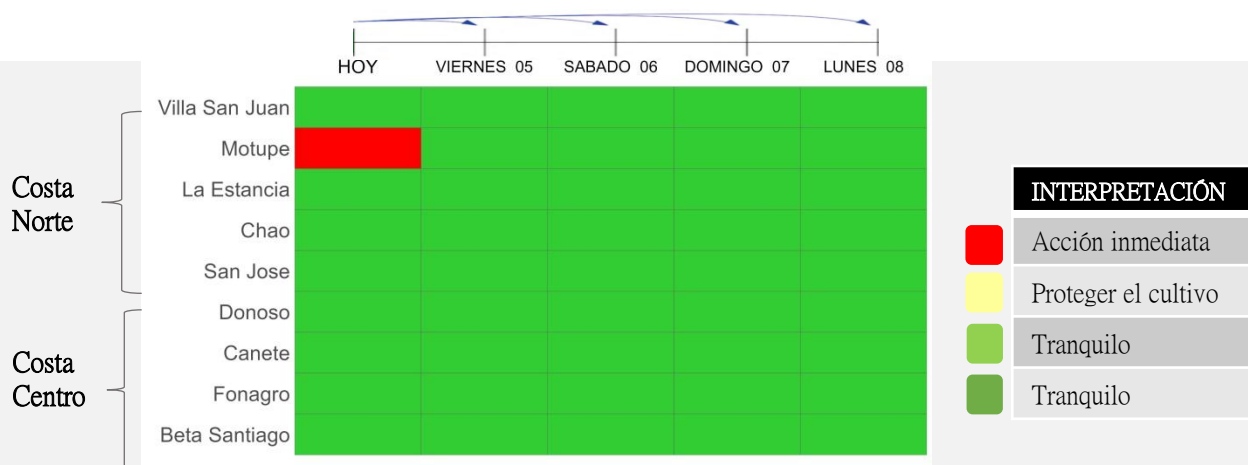 HOY VIERNES 05 SABADO 06 DOMINGO 07 LUNES 08
Costa
Norte
Villa San Juan
Motupe
La Estancia
Chao
San Jose
Costa
Centro
Donoso
Canete
Fonagro
Beta Santiago
INTERPRETACIÓN
Acción inmediata
Proteger el cultivo
Tranquilo
Tranquilo